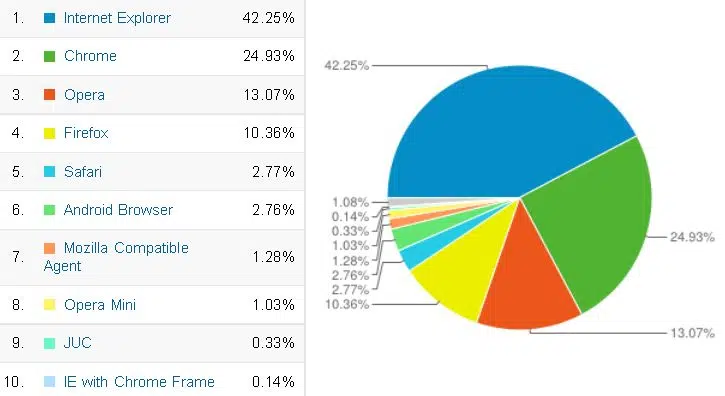 1. Internet Explorer 42.25%
2. Chrome 24.93%
3. Opera 13.07%
4. Firefox 10.36%
5. Safari 2.77%
6. Android Browser 2.76%
7. Mozilla Compatible
Agent 1.28%
8. Opera Mini 1.03%
9. JUC 0.33%
10. IE with Chrome Frame 0.14%
42.25%
1.08%
0.14%
0.33%
1.03%
1.28%
2.76%
2.77%
10.36%
24.93%
13.07%